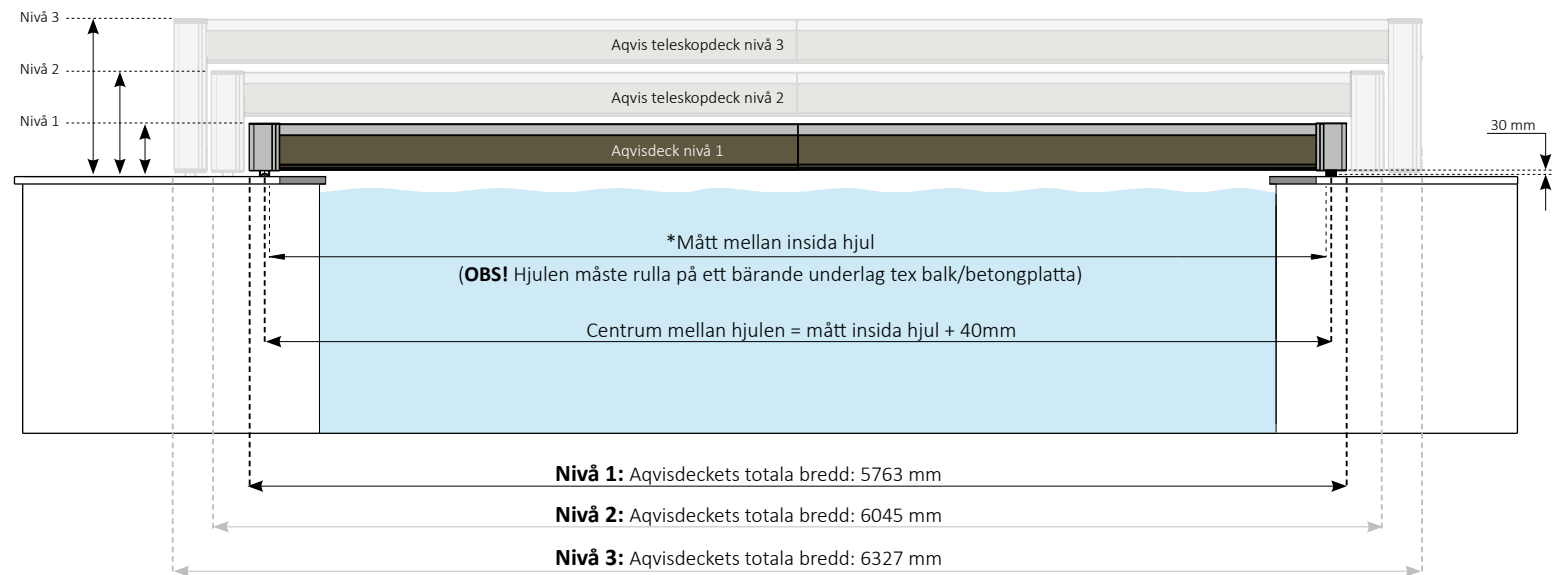 Nivå 3
Aqvis teleskopdeck nivå 3
Nivå 2
Aqvis teleskopdeck nivå 2
Nivå 1
30 mm
Aqvisdeck nivå 1
*Mått mellan insida hjul
(OBS! Hjulen måste rulla på ett bärande underlag tex balk/betongplatta)
Centrum mellan hjulen = mått insida hjul + 40mm
Nivå 1: Aqvisdeckets totala bredd: 5763 mm
Nivå 2: Aqvisdeckets totala bredd: 6045 mm
Nivå 3: Aqvisdeckets totala bredd: 6327 mm